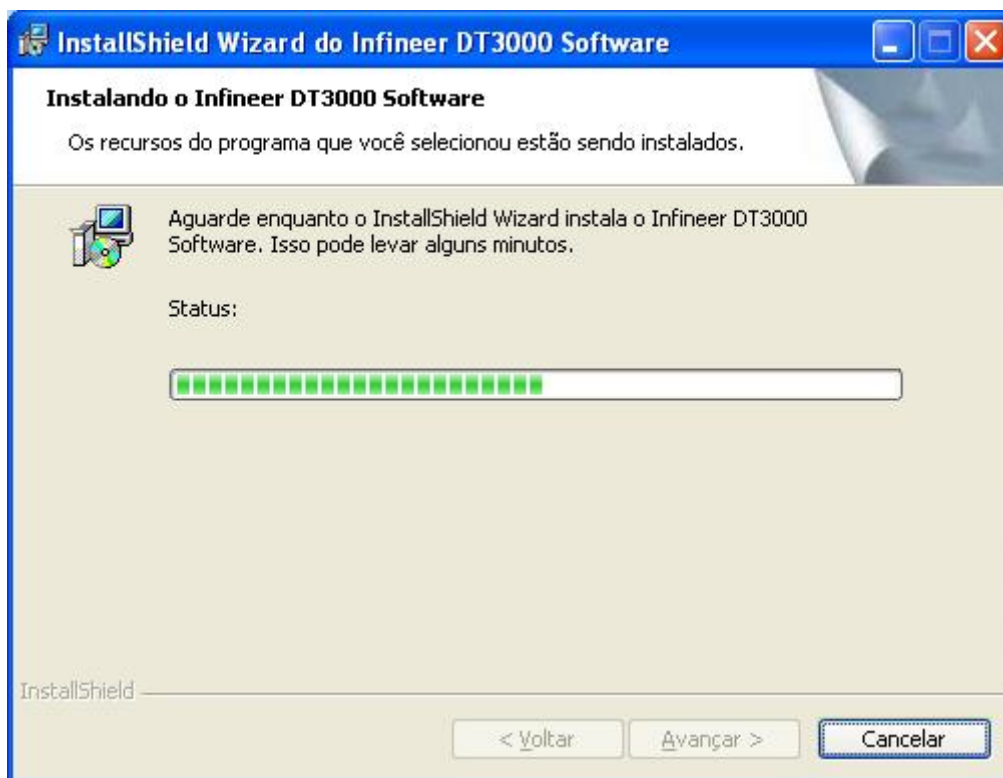 InstallShield Wizard do Infineer DT3000 Software
Instalando o Infineer DT3000 Software
Os recursos do programa que você selecionou estão sendo instalados.
Aguarde enquanto o InstallShield Wizard instala o Infineer DT3000
Software. Isso pode levar alguns minutos.
Status:
InstallShield
< Voltar
Avançar >
Cancelar